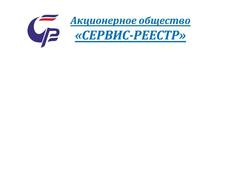 Акционерное общество
«СЕРВИС-РЕЕСТР»